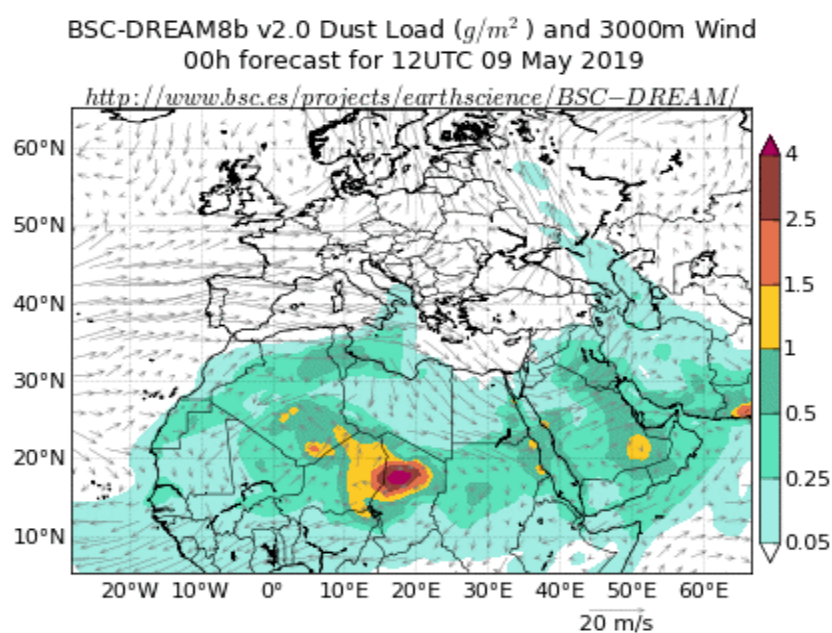 BSC-DREAM8b v2.0 Dust Load (g/m²) and 3000m Wind
00h forecast for 12UTC 09 May 2019
http://www.bsc.es/projects/earthscience/BSC−DREAM/
60°N
50°N
40°N
30°N
20°N
10°N
20°W 10°W 0° 10°E 20°E 30°E 40°E 50°E 60°E
20 m/s
4
2.5
1.5
1
0.5
0.25
0.05